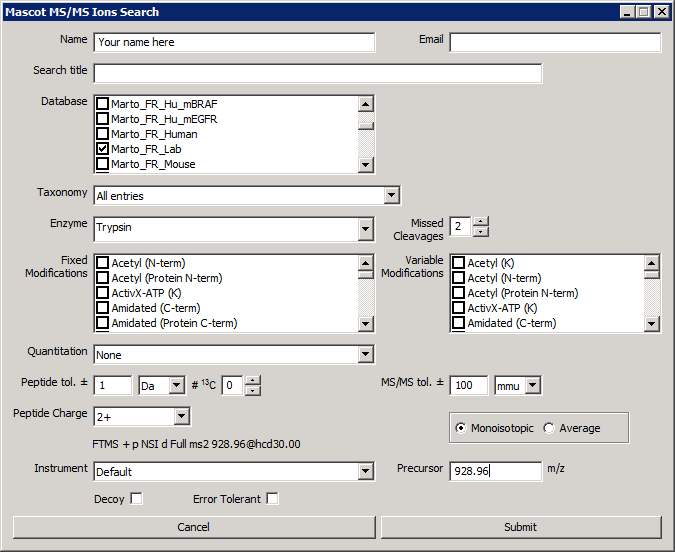 Mascot MS/MS Ions Search
Name Your name here Email
Search title
Database Marto_FR_Hu_mBRAF
Marto_FR_Hu_mEGFR
Marto_FR_Human
Marto_FR_Lab
Marto_FR_Mouse
Taxonomy All entries
Enzyme Trypsin Missed Cleavages 2
Fixed Modifications Acetyl (N-term)
Acetyl (Protein N-term)
ActivX-ATP (K)
Amidated (C-term)
Amidated (Protein C-term)
Variable Modifications Acetyl (K)
Acetyl (N-term)
Acetyl (Protein N-term)
ActivX-ATP (K)
Amidated (C-term)
Quantitation None
Peptide tol. ± 1 Da # ¹³C 0 MS/MS tol. ± 100 mmu
Peptide Charge 2+ Monoisotopic Average
FTMS + p NSI d Full ms2 928.96@hcd30.00
Instrument Default Precursor 928.96 m/z
Decoy Error Tolerant
Cancel Submit